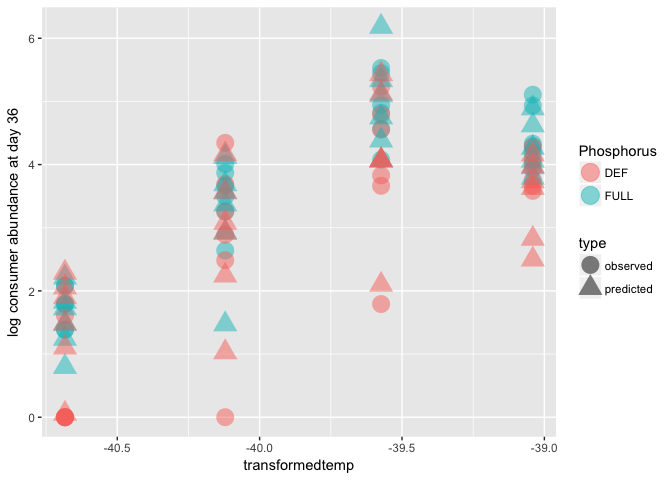 6
4
2
0
log consumer abundance at day 36
-40.5
-40.0
-39.5
-39.0
transformedtemp
Phosphorus
DEF
FULL
type
observed
predicted